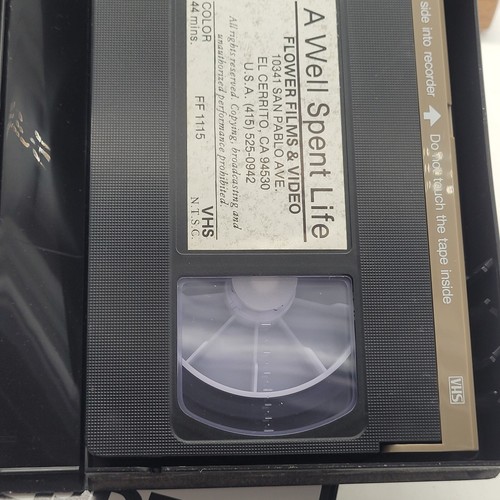 A Well Spent Life
FLOWER FILMS & VIDEO
10341 SAN PABLO AVE.
EL CERRITO, CA 94530
U.S.A. (415) 525-0942
All rights reserved. Copying, broadcasting and
unauthorized performance prohibited.
COLOR
44 mins.
FF 1115
VHS
N.T.S.C.
side into recorder
Do not touch the tape inside
VHS